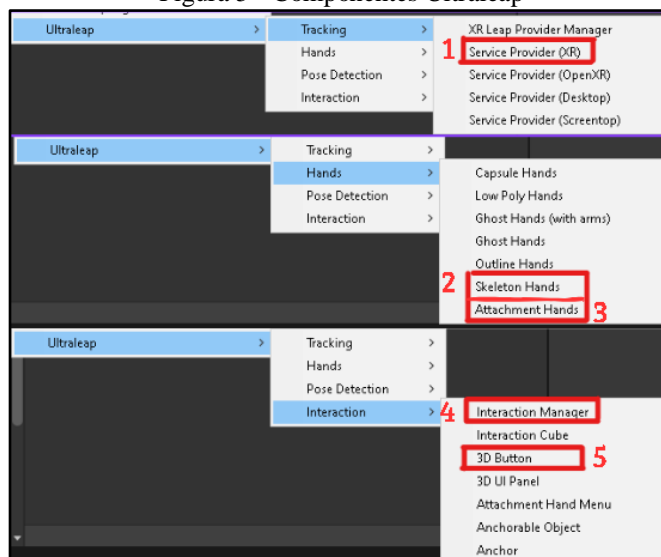 Figura 5 – Componentes Ultraleap
Ultraleap > Tracking > XR Leap Provider Manager
Hands > 1 Service Provider (XR)
Pose Detection > Service Provider (OpenXR)
Interaction > Service Provider (Desktop)
Service Provider (Screentop)
Ultraleap > Tracking >
Hands > Capsule Hands
Pose Detection > Low Poly Hands
Interaction > Ghost Hands (with arms)
Ghost Hands
Outline Hands
2 Skeleton Hands
Attachment Hands 3
Ultraleap > Tracking >
Hands >
Pose Detection >
Interaction > 4 Interaction Manager
Interaction Cube
3D Button 5
3D UI Panel
Attachment Hand Menu
Anchorable Object
Anchor